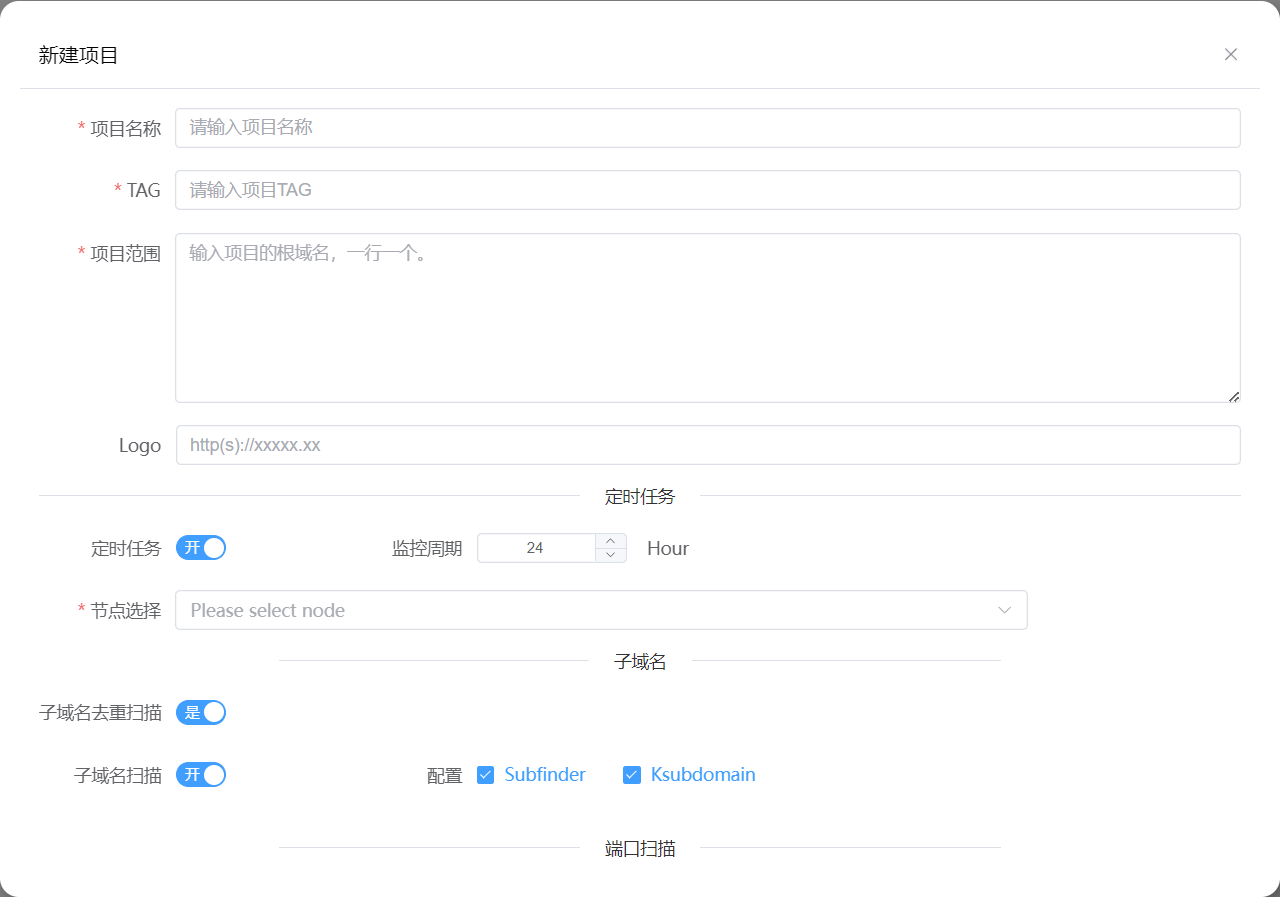 新建项目
* 项目名称 请输入项目名称
* TAG 请输入项目TAG
* 项目范围 输入项目的根域名，一行一个。
Logo http(s)://xxxxx.xx
定时任务
定时任务 开 监控周期 24 Hour
* 节点选择 Please select node
子域名
子域名去重扫描 是
子域名扫描 开 配置 Subfinder Ksubdomain
端口扫描